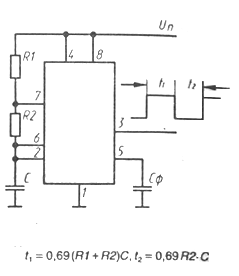 Uп
R1
4
8
t₁
t₂
7
R2
3
6
2
5
C
Cф
1
t₁ = 0,69(R1 + R2)C, t₂ = 0,69R2·C